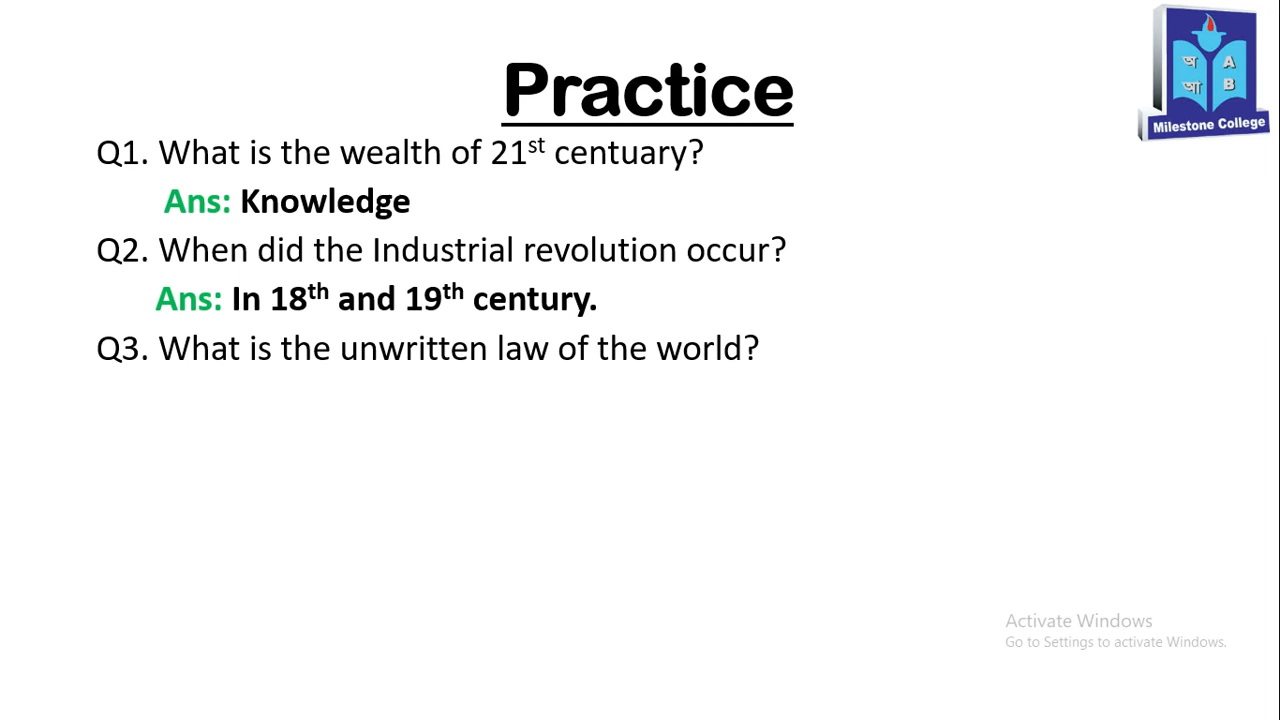 Practice
অ A
আ B
Milestone College
Q1. What is the wealth of 21st centuary?
Ans: Knowledge
Q2. When did the Industrial revolution occur?
Ans: In 18th and 19th century.
Q3. What is the unwritten law of the world?
Activate Windows
Go to Settings to activate Windows.